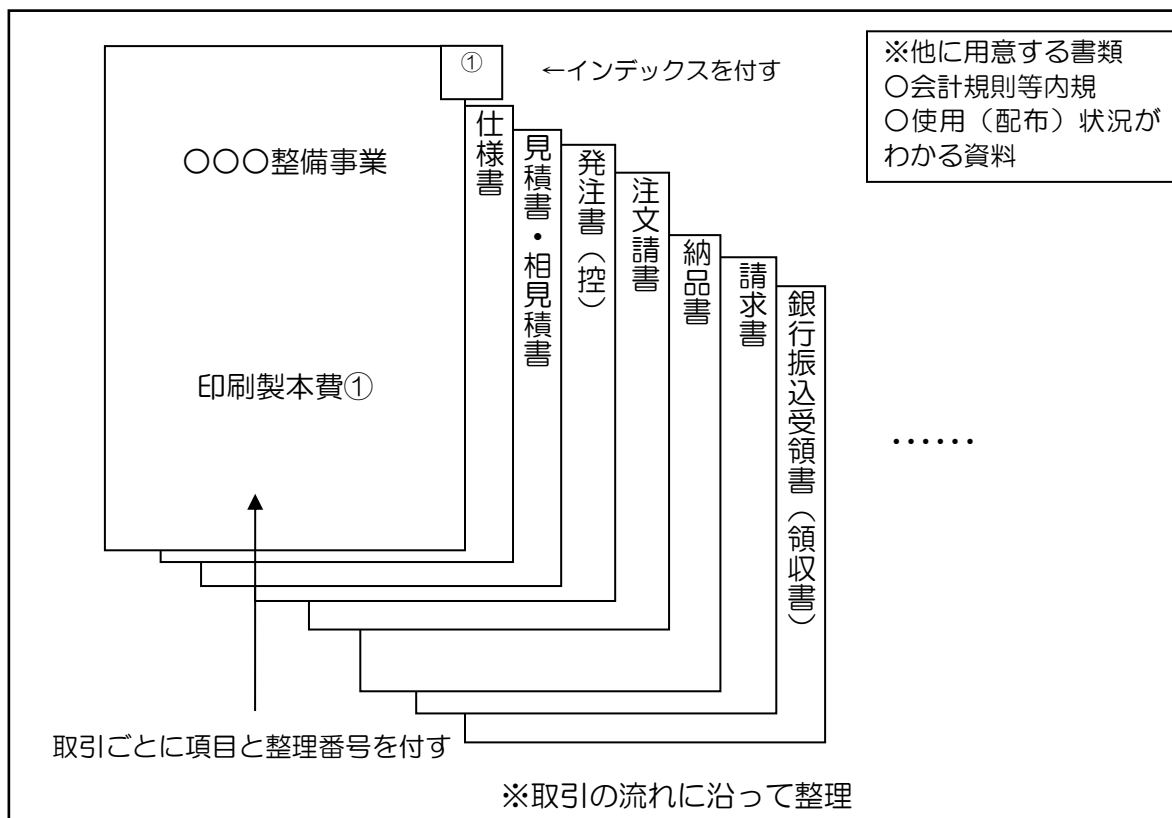 ①
←インデックスを付す
※他に用意する書類
○会計規則等内規
○使用（配布）状況が
わかる資料
○○○整備事業
印刷製本費①
仕様書
見積書・相見積書
発注書（控）
注文請書
納品書
請求書
銀行振込受領書（領収書）
……
取引ごとに項目と整理番号を付す
※取引の流れに沿って整理